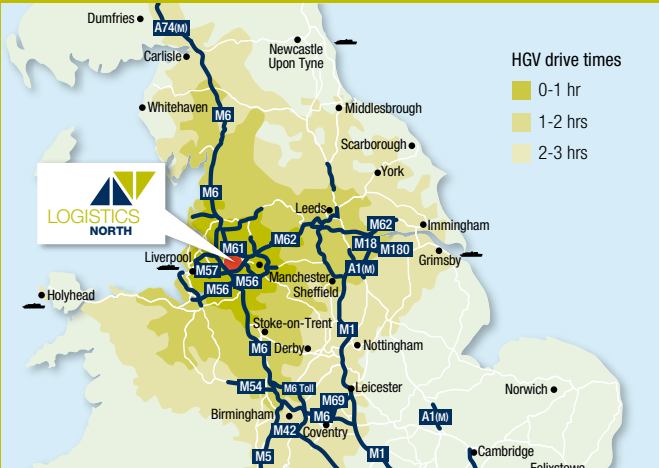 Dumfries
A74(M)
Carlisle
Newcastle
Upon Tyne
HGV drive times
0-1 hr
1-2 hrs
2-3 hrs
Whitehaven
M6
Middlesbrough
Scarborough
York
M6
LOGISTICS
NORTH
Leeds
M62
Immingham
M61
M62
M18
M180
Liverpool
Grimsby
M57
A1(M)
Manchester
M56
Sheffield
M56
Holyhead
Stoke-on-Trent
M1
M6
Derby
Nottingham
M54
M6 Toll
Leicester
Norwich
M69
Birmingham
M6
A1(M)
M42
Coventry
M5
M1
Cambridge
Felixstowe